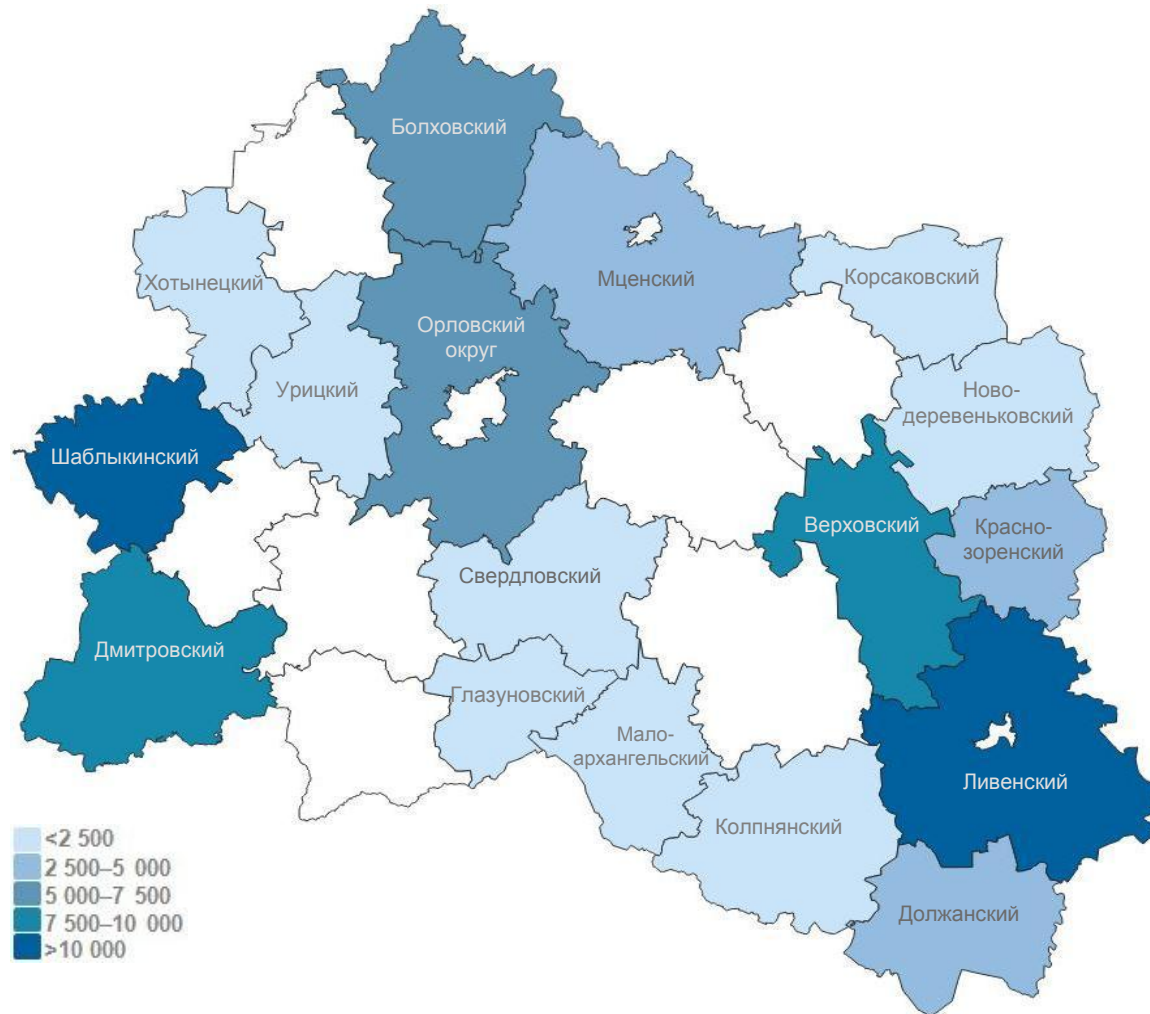 Болховский
Хотынецкий
Мценский
Корсаковский
Орловский
округ
Урицкий
Ново-
деревеньковский
Шаблыкинский
Верховский
Красно-
зоренский
Свердловский
Дмитровский
Глазуновский
Мало-
архангельский
Ливенский
Колпнянский
Должанский
<2 500
2 500–5 000
5 000–7 500
7 500–10 000
>10 000